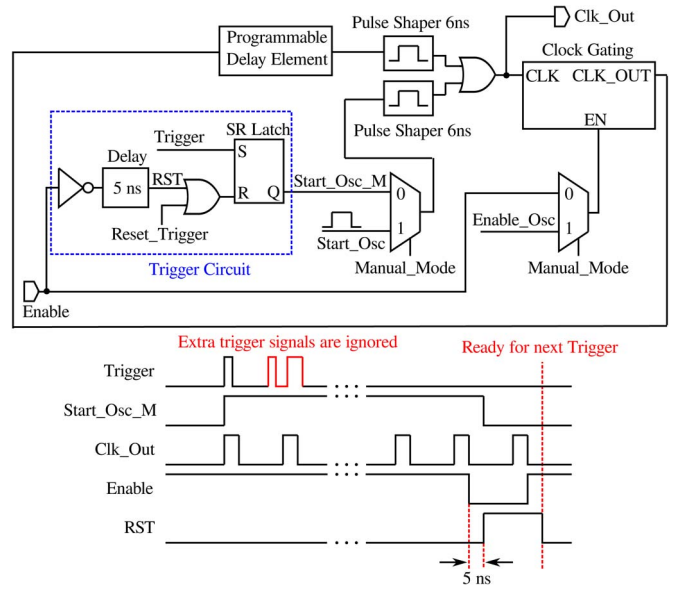 Programmable
Delay Element
Pulse Shaper 6ns
Clk_Out
Clock Gating
CLK CLK_OUT
EN
Pulse Shaper 6ns
Trigger
SR Latch
S
Delay
5 ns
RST
R Q
Start_Osc_M
0
1
Reset_Trigger
Start_Osc
Manual_Mode
Trigger Circuit
Enable_Osc
0
1
Manual_Mode
Enable
Extra trigger signals are ignored
Ready for next Trigger
Trigger
Start_Osc_M
Clk_Out
Enable
RST
5 ns